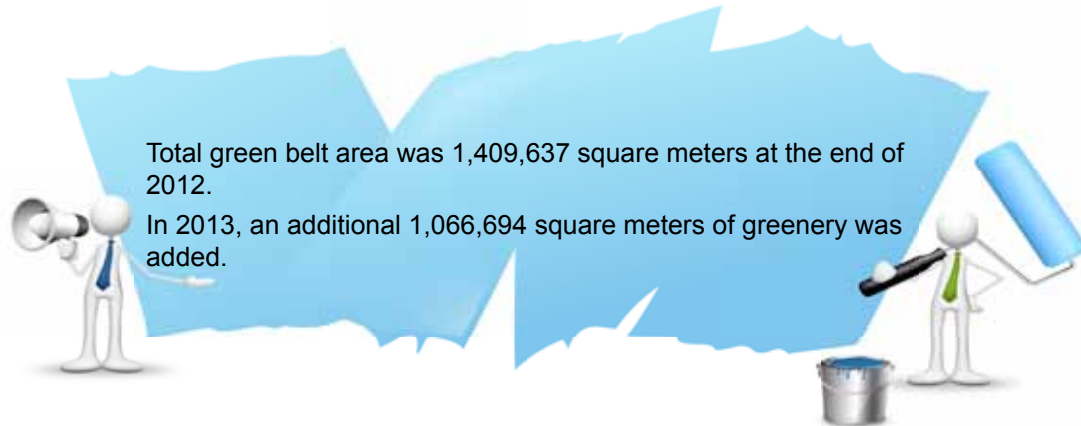 Total green belt area was 1,409,637 square meters at the end of
2012.
In 2013, an additional 1,066,694 square meters of greenery was
added.